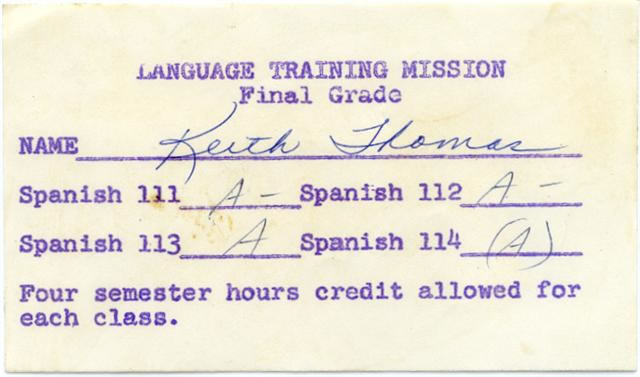 LANGUAGE TRAINING MISSION
Final Grade
NAME Keith Thomas
Spanish 111 A- Spanish 112 A-
Spanish 113 A Spanish 114 (A)
Four semester hours credit allowed for
each class.